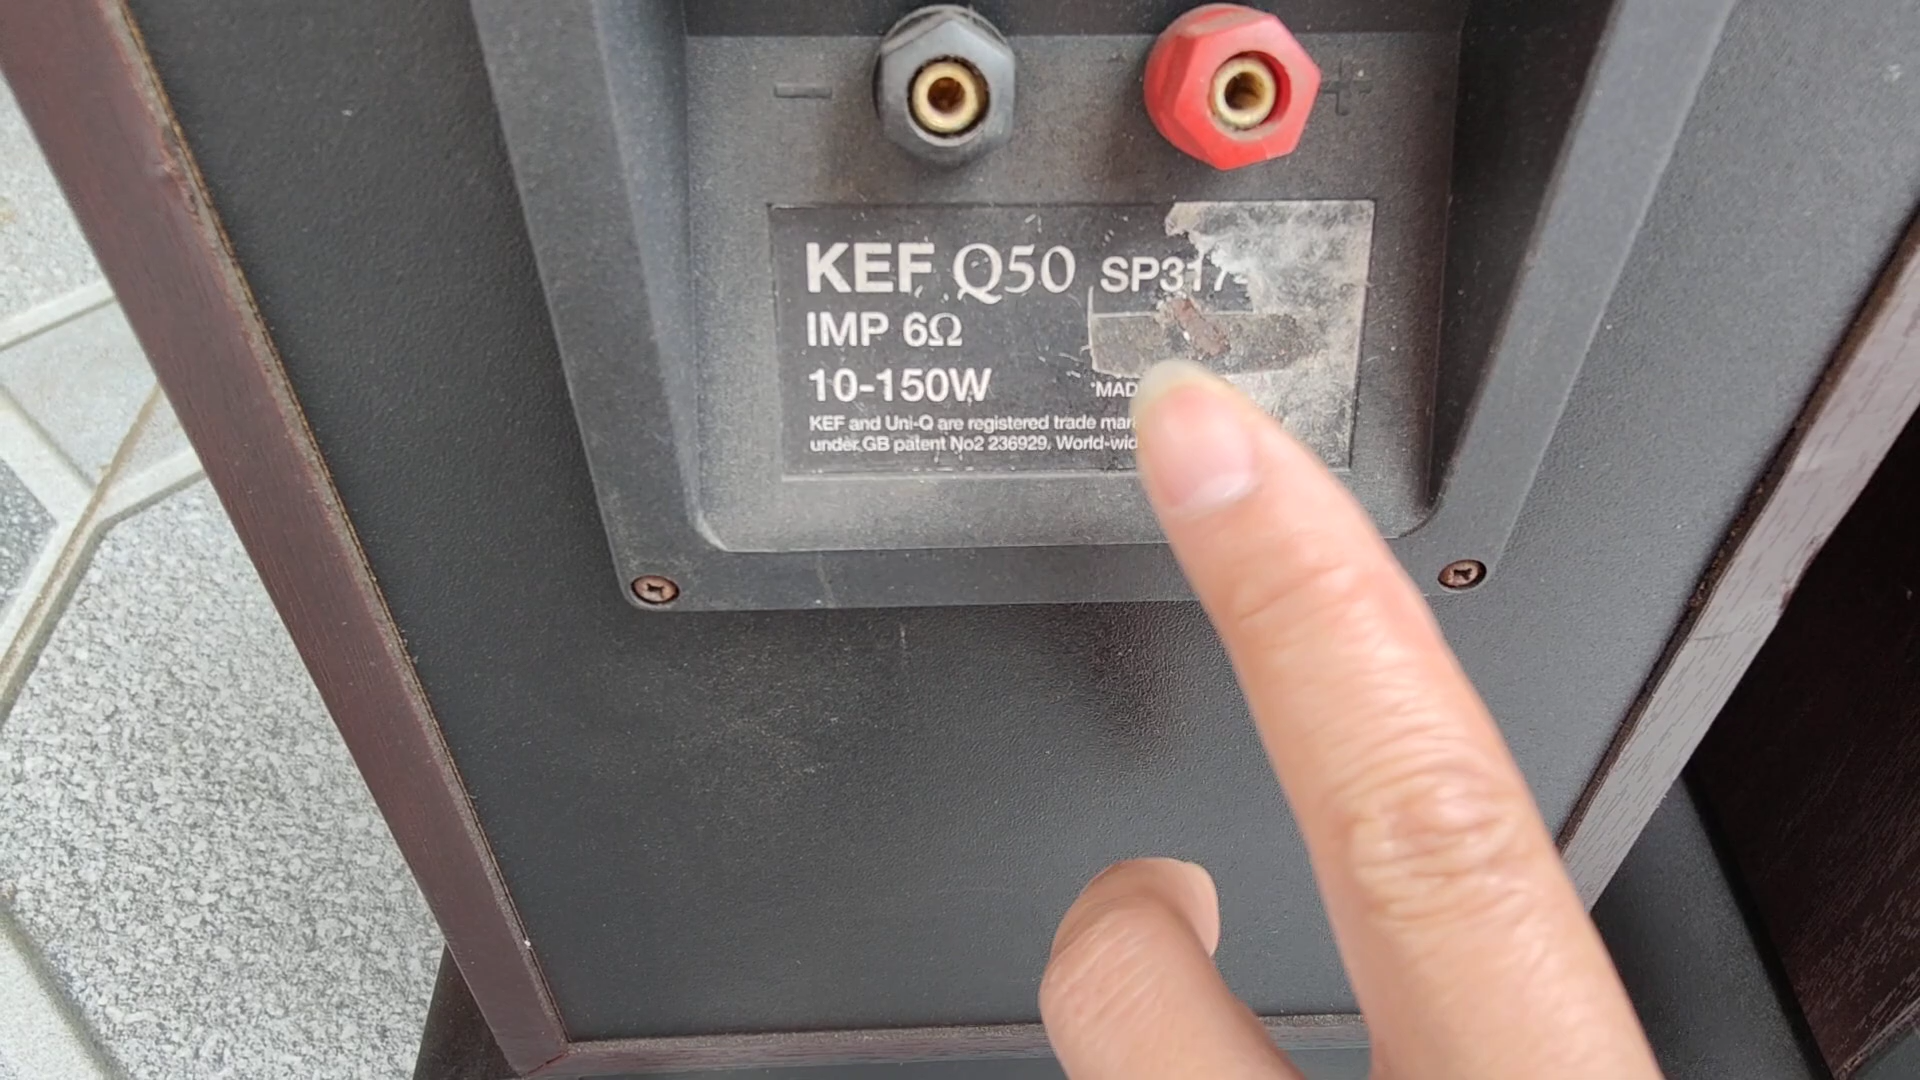 − +
KEF Q50 SP317
IMP 6Ω
10-150W
KEF and Uni-Q are registered trade
under GB patent No2 236929. World-wid